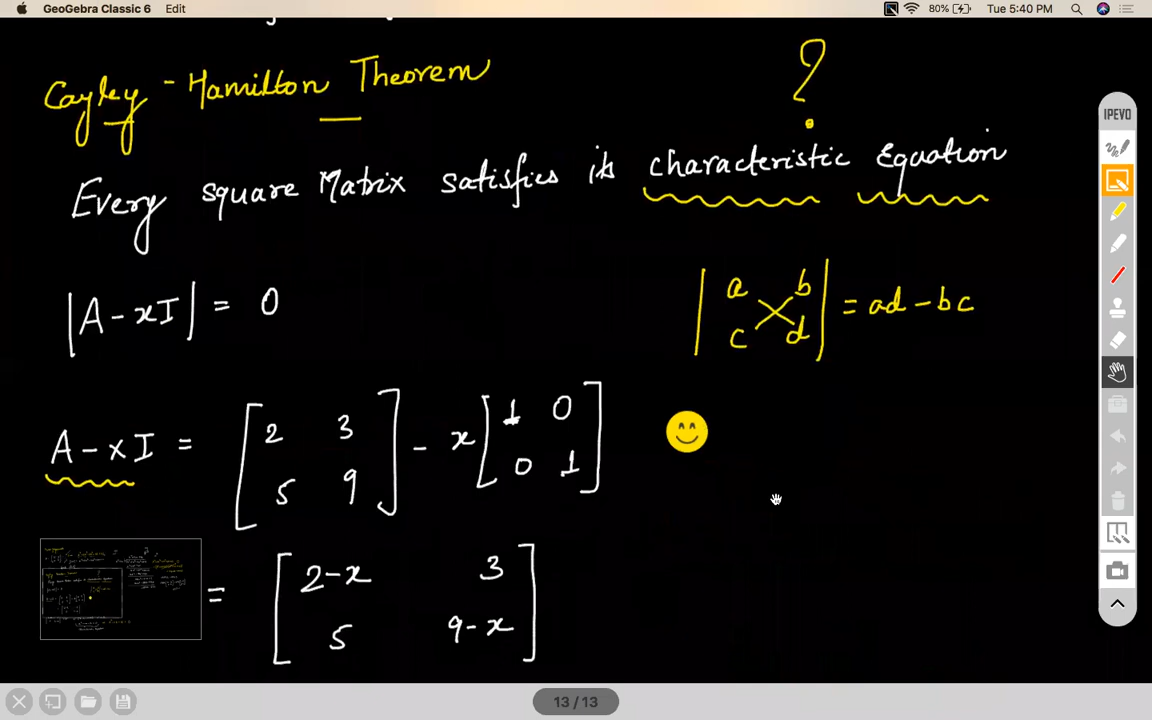 GeoGebra Classic 6 Edit 80% Tue 5:40 PM
Cayley - Hamilton Theorem ?
Every square Matrix satisfies its characteristic Equation
|A - xI| = 0
| a b |
| c d | = ad - bc
A - xI = [ 2 3 ] - x [ 1 0 ]
[ 5 9 ] [ 0 1 ]
= [ 2-x 3 ]
[ 5 9-x ]
IPEVO
13 / 13